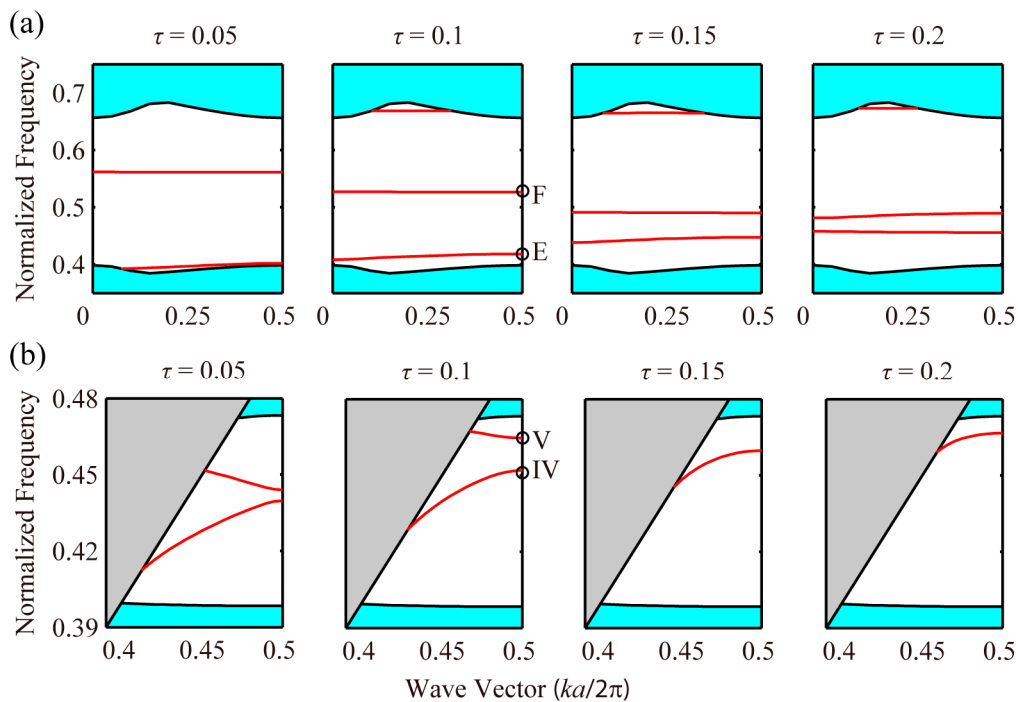 (a)
τ = 0.05 τ = 0.1 τ = 0.15 τ = 0.2
Normalized Frequency
0.7
0.6
0.5
0.4
F
E
0 0.25 0.5 0 0.25 0.5 0 0.25 0.5 0 0.25 0.5
(b)
τ = 0.05 τ = 0.1 τ = 0.15 τ = 0.2
Normalized Frequency
0.48
0.45
0.42
0.39
V
IV
0.4 0.45 0.5 0.4 0.45 0.5 0.4 0.45 0.5 0.4 0.45 0.5
Wave Vector (ka/2π)